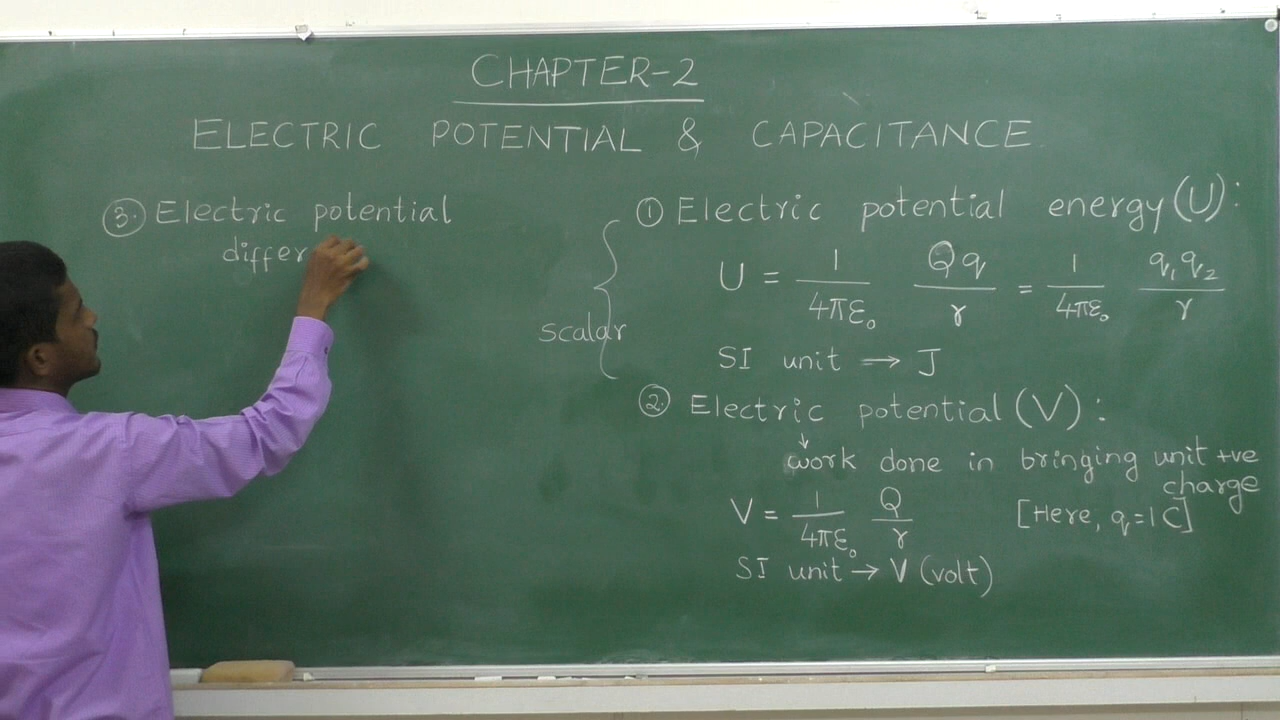 CHAPTER-2
ELECTRIC POTENTIAL & CAPACITANCE
③. Electric potential
differ
scalar
① Electric potential energy (U):
U = 1/4πε₀ Qq/r = 1/4πε₀ q₁q₂/r
SI unit → J
②. Electric potential (V):
↓
work done in bringing unit +ve
charge
V = 1/4πε₀ Q/r [Here, q=1C]
SI unit → V (volt)